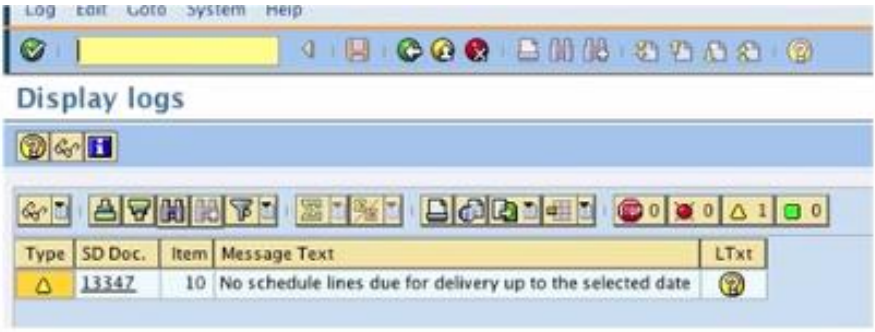 Log Edit Goto System Help
Display logs
0 0 1 0
Type SD Doc. Item Message Text LTxt
13347 10 No schedule lines due for delivery up to the selected date